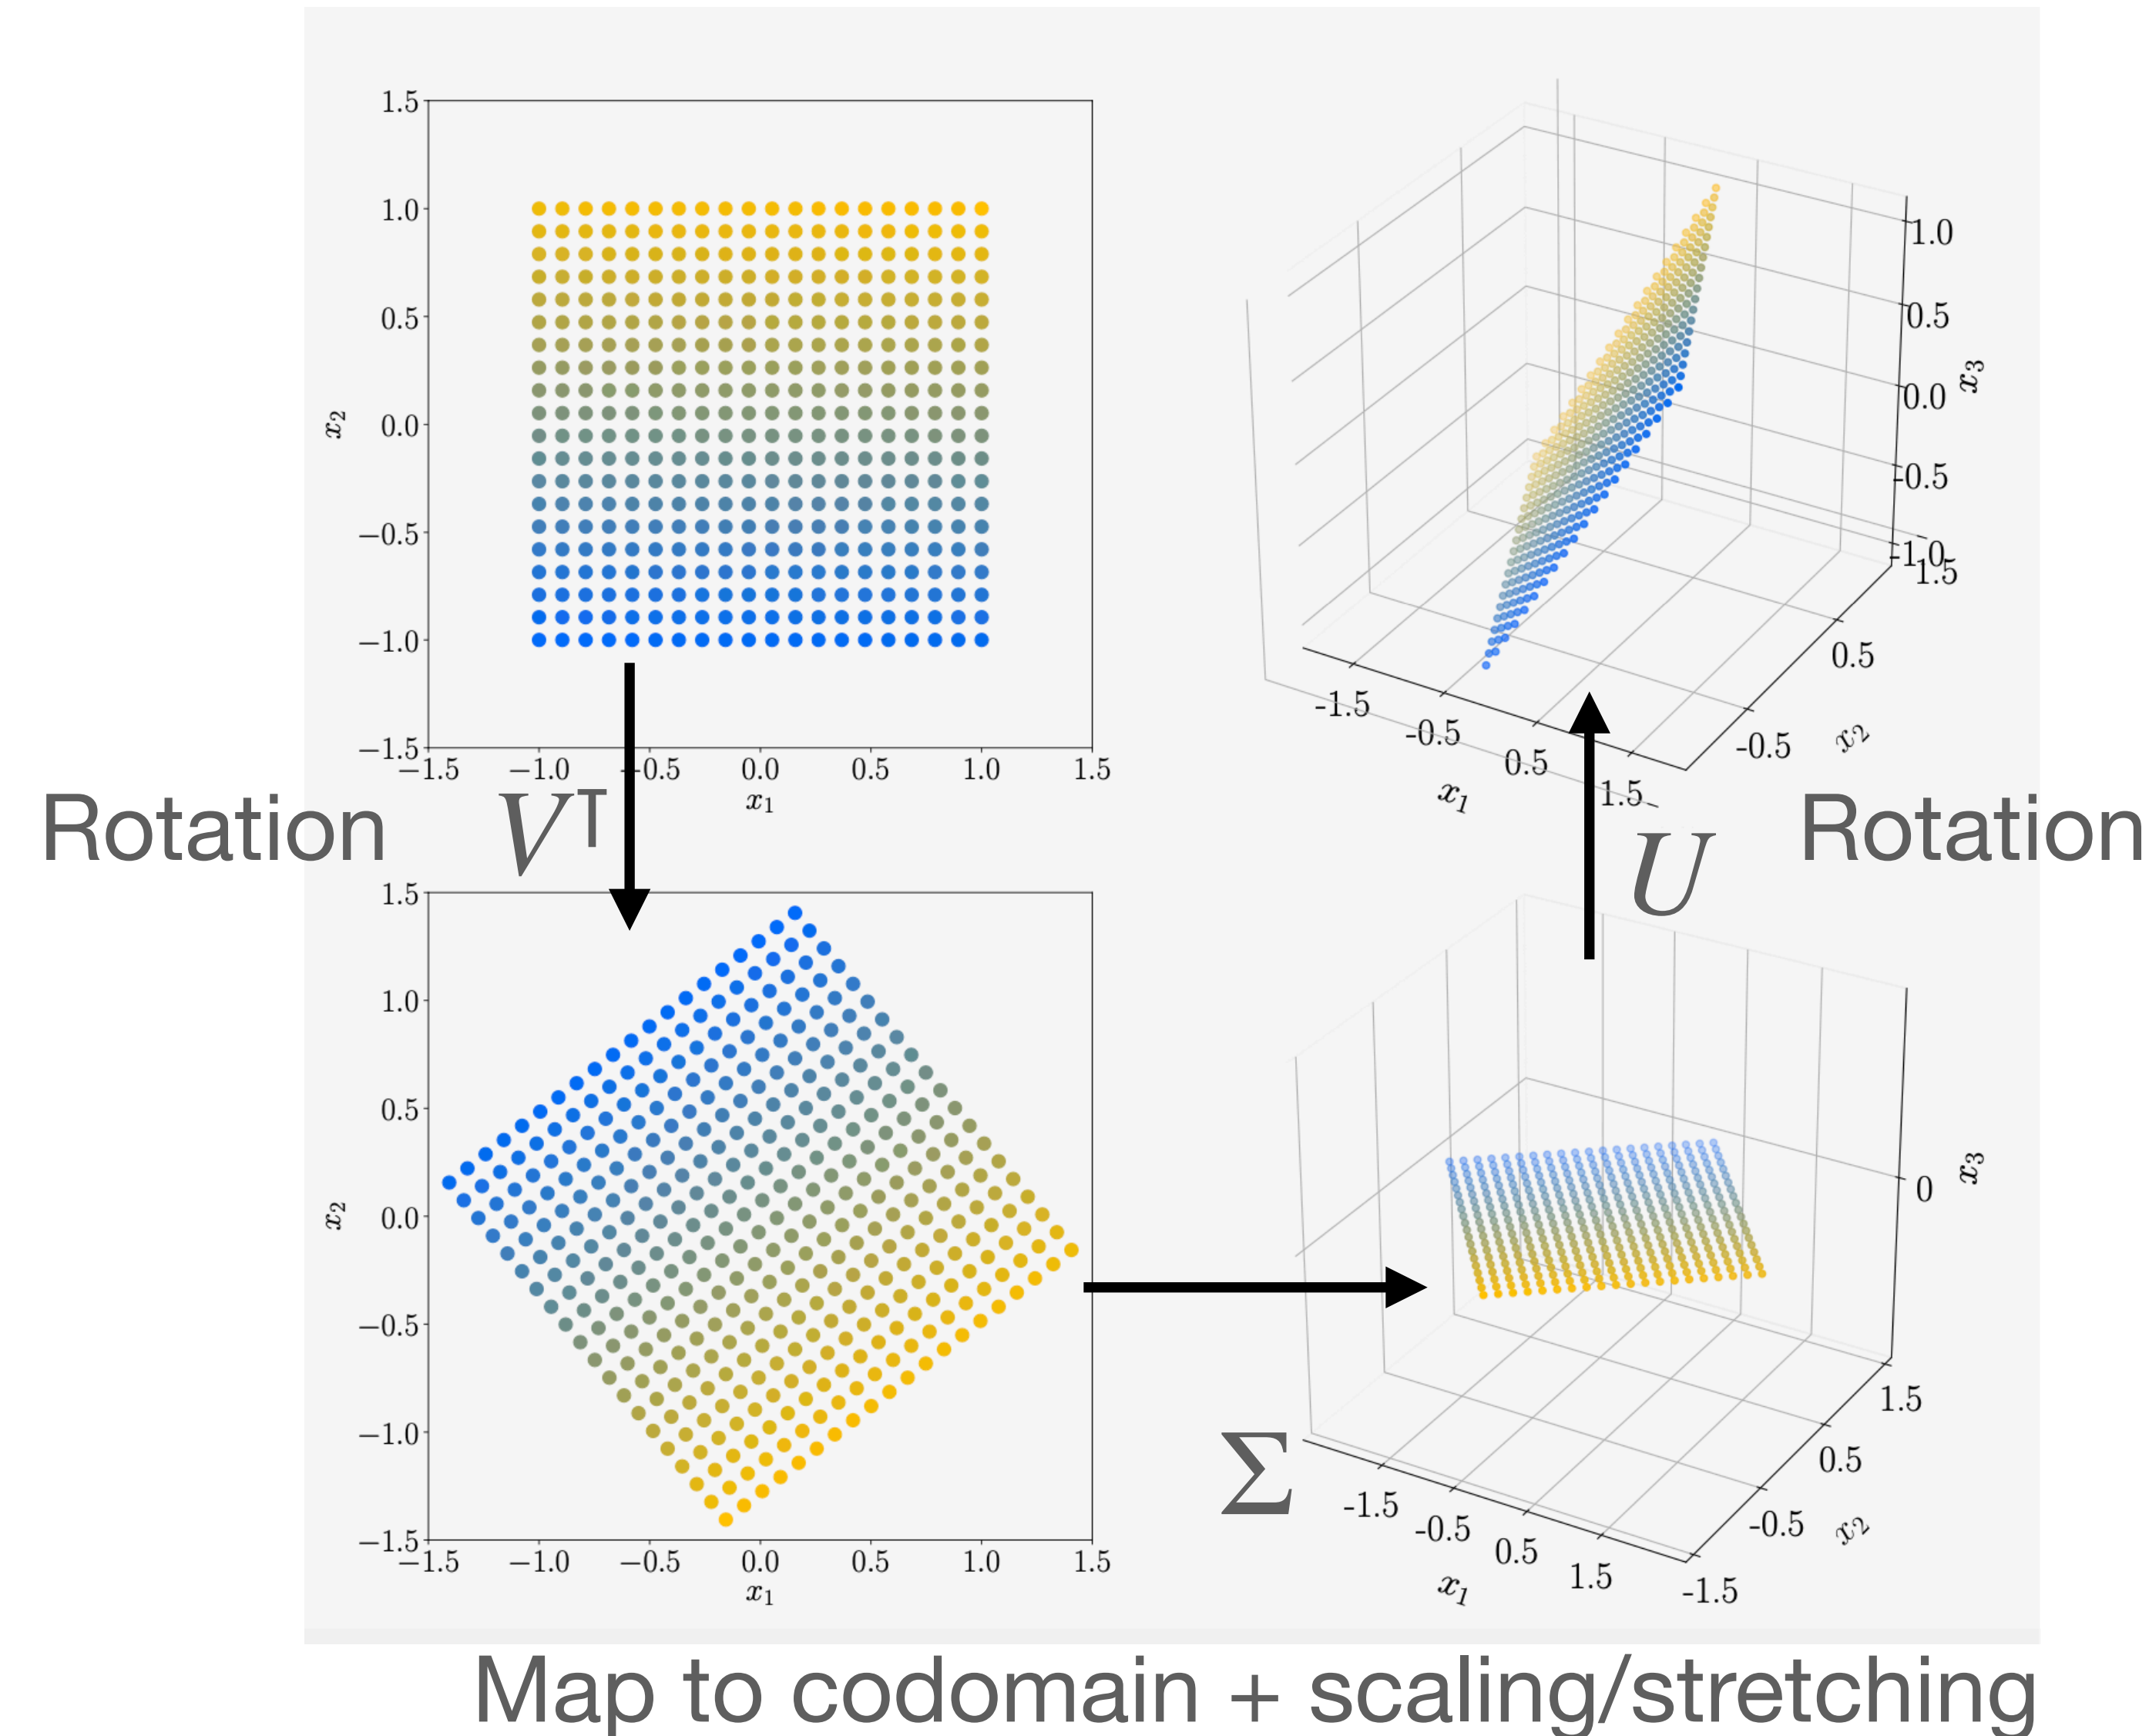 1.5
1.0
0.5
0.0
−0.5
−1.0
−1.5
x₂
−1.5 −1.0 −0.5 0.0 0.5 1.0 1.5
x₁
1.0
0.5
0.0
-0.5
-1.0
x₃
1.5
0.5
-0.5
x₂
-1.5 -0.5 0.5 1.5
x₁
Rotation V⊤
U Rotation
1.5
1.0
0.5
0.0
−0.5
−1.0
−1.5
x₂
−1.5 −1.0 −0.5 0.0 0.5 1.0 1.5
x₁
Σ
0
x₃
1.5
0.5
-0.5
-1.5
x₂
-1.5 -0.5 0.5 1.5
x₁
Map to codomain + scaling/stretching